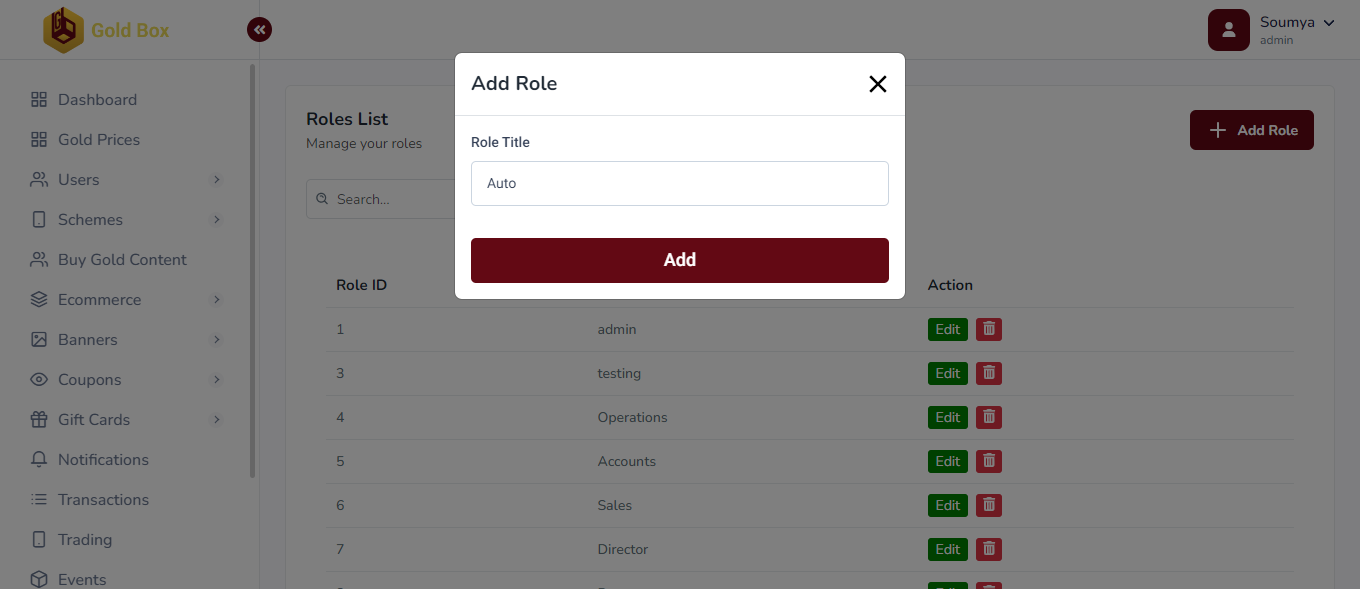 Gold Box
Soumya
admin
Dashboard
Gold Prices
Users
Schemes
Buy Gold Content
Ecommerce
Banners
Coupons
Gift Cards
Notifications
Transactions
Trading
Events
Add Role
Role Title
Auto
Add
Roles List
Manage your roles
Add Role
Search...
Role ID Action
1 admin Edit
3 testing Edit
4 Operations Edit
5 Accounts Edit
6 Sales Edit
7 Director Edit